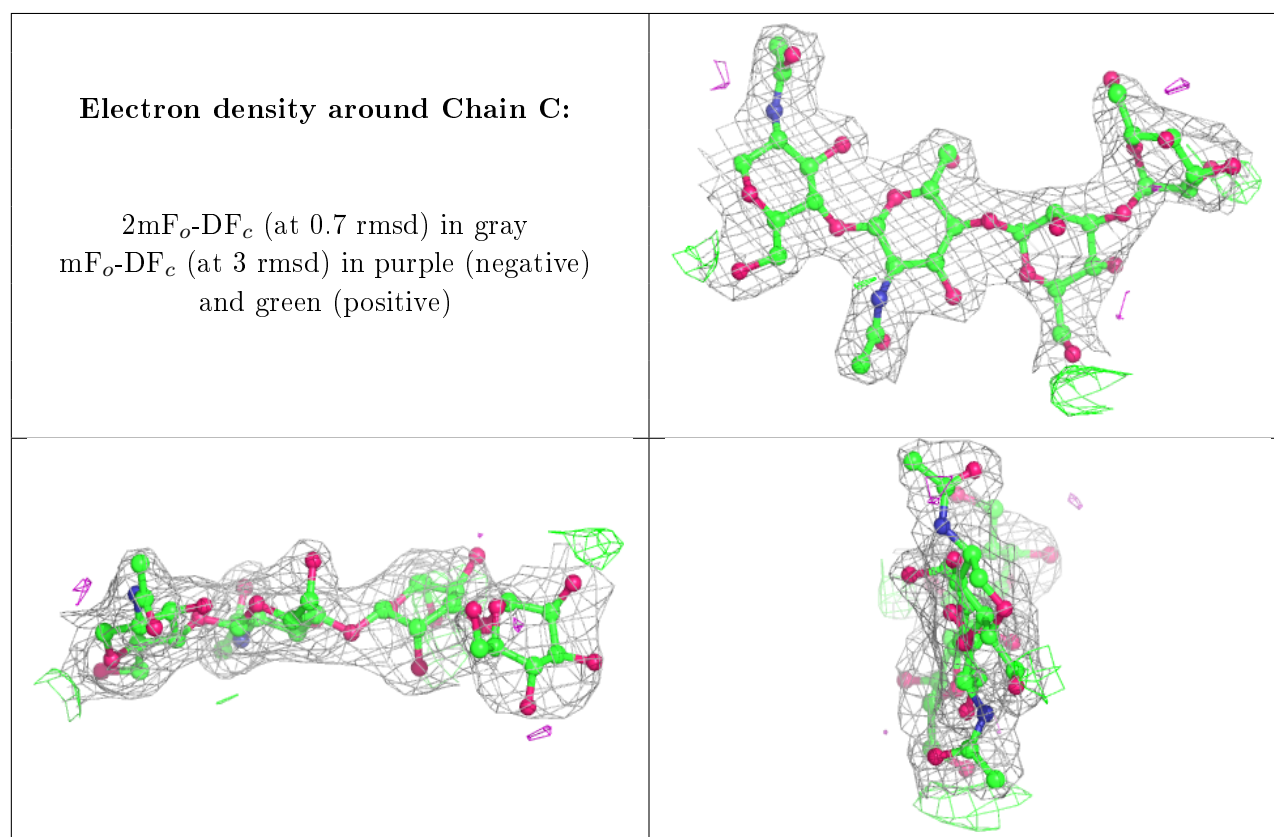 Electron density around Chain C:
2mFₒ-DF𝒸 (at 0.7 rmsd) in gray
mFₒ-DF𝒸 (at 3 rmsd) in purple (negative)
and green (positive)